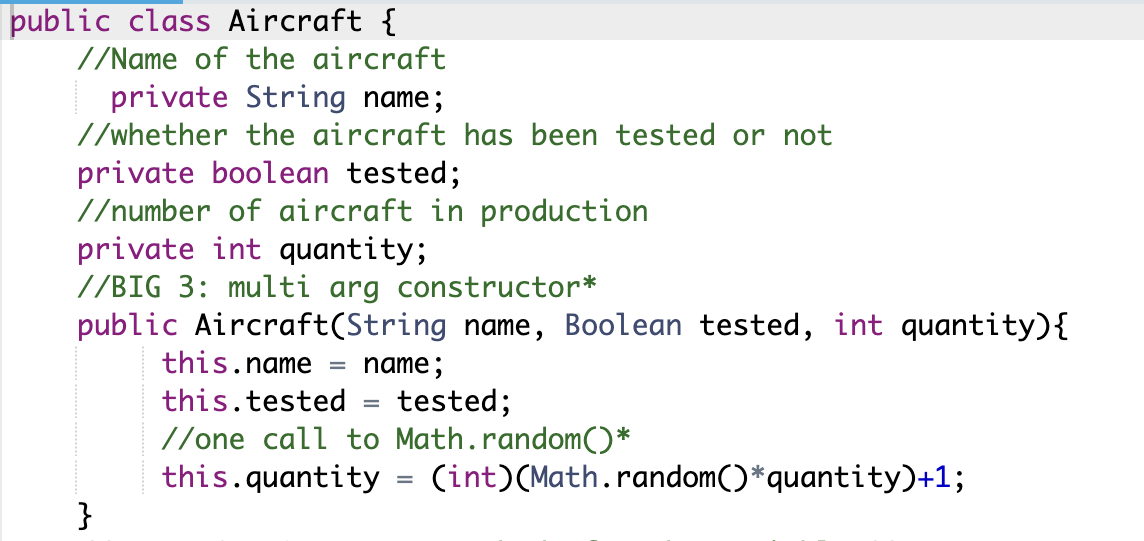 public class Aircraft {
//Name of the aircraft
private String name;
//whether the aircraft has been tested or not
private boolean tested;
//number of aircraft in production
private int quantity;
//BIG 3: multi arg constructor*
public Aircraft(String name, Boolean tested, int quantity){
this.name = name;
this.tested = tested;
//one call to Math.random()*
this.quantity = (int)(Math.random()*quantity)+1;
}